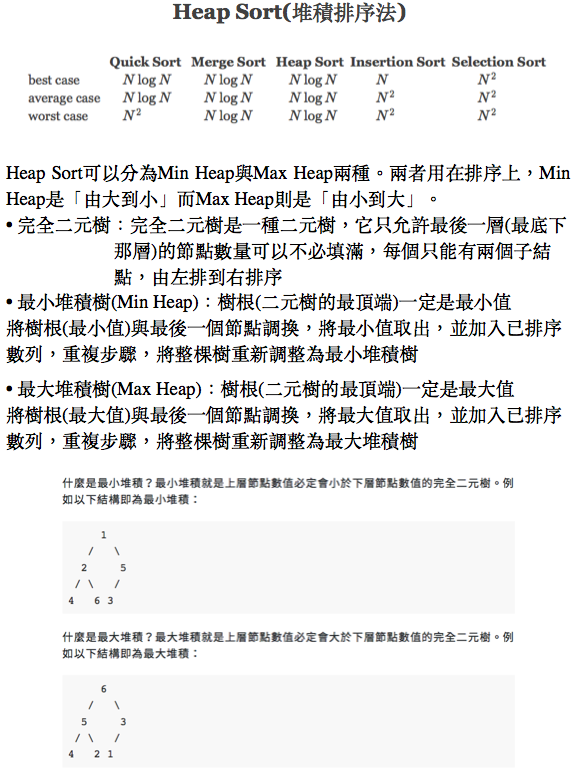 Heap Sort(堆積排序法)
Quick Sort Merge Sort Heap Sort Insertion Sort Selection Sort
best case N log N N log N N log N N N²
average case N log N N log N N log N N² N²
worst case N² N log N N log N N² N²
Heap Sort可以分為Min Heap與Max Heap兩種。兩者用在排序上，Min
Heap是「由大到小」而Max Heap則是「由小到大」。
• 完全二元樹：完全二元樹是一種二元樹，它只允許最後一層(最底下
那層)的節點數量可以不必填滿，每個只能有兩個子結
點，由左排到右排序
• 最小堆積樹(Min Heap)：樹根(二元樹的最頂端)一定是最小值
將樹根(最小值)與最後一個節點調換，將最小值取出，並加入已排序
數列，重複步驟，將整棵樹重新調整為最小堆積樹
• 最大堆積樹(Max Heap)：樹根(二元樹的最頂端)一定是最大值
將樹根(最大值)與最後一個節點調換，將最大值取出，並加入已排序
數列，重複步驟，將整棵樹重新調整為最大堆積樹
什麼是最小堆積？最小堆積就是上層節點數值必定會小於下層節點數值的完全二元樹。例
如以下結構即為最小堆積：
1
/ \
2 5
/ \ /
4 6 3
什麼是最大堆積？最大堆積就是上層節點數值必定會大於下層節點數值的完全二元樹。例
如以下結構即為最大堆積：
6
/ \
5 3
/ \ /
4 2 1